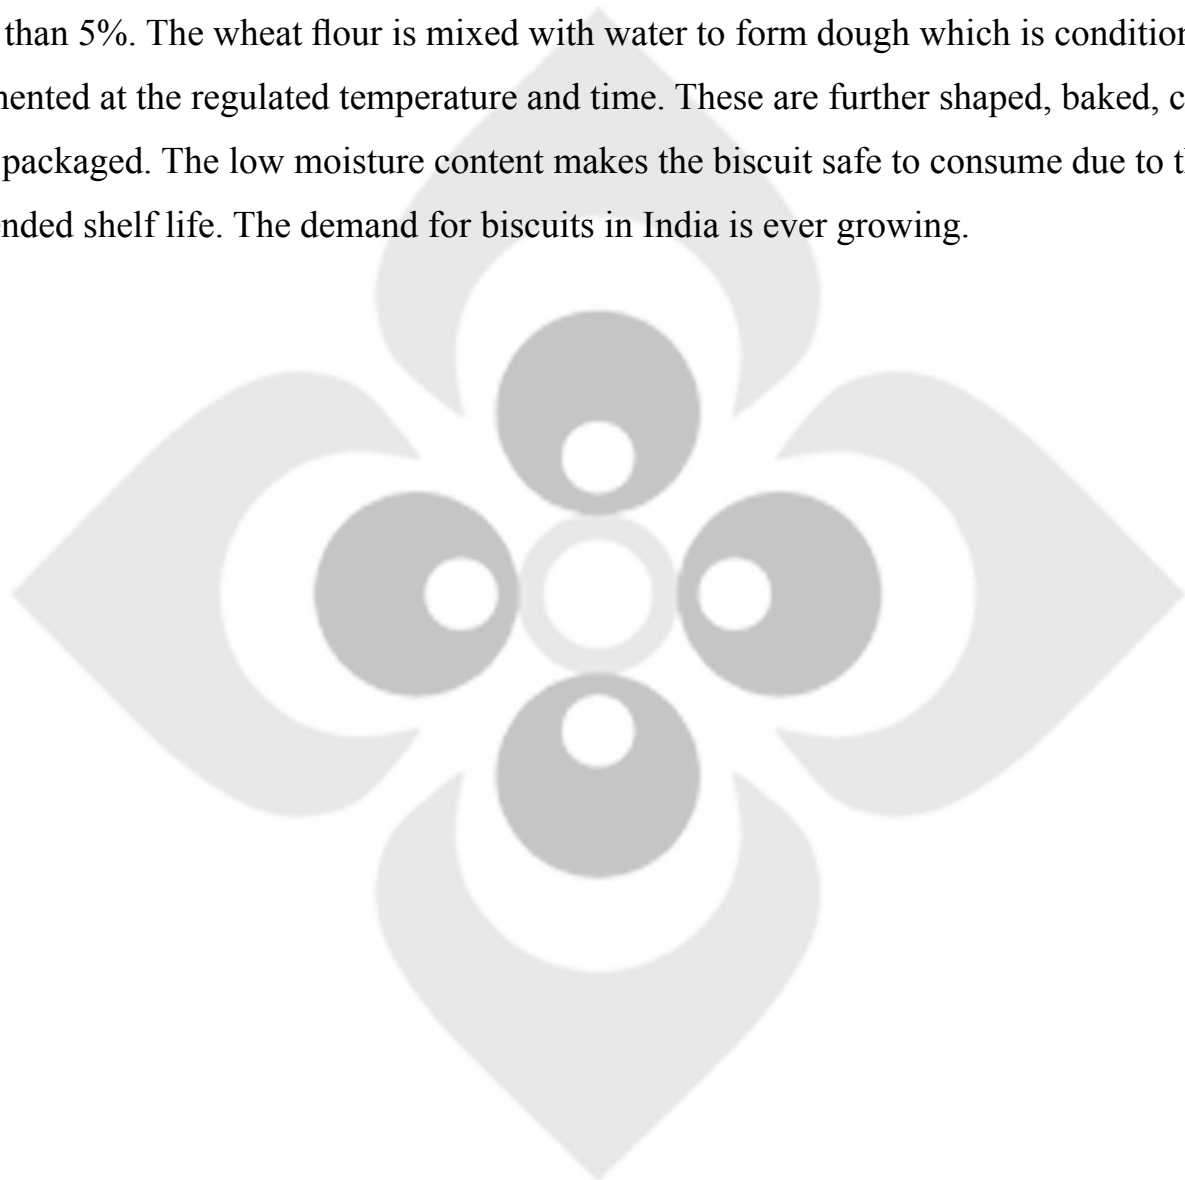 than 5%. The wheat flour is mixed with water to form dough which is condition
nented at the regulated temperature and time. These are further shaped, baked, c
packaged. The low moisture content makes the biscuit safe to consume due to t
ended shelf life. The demand for biscuits in India is ever growing.